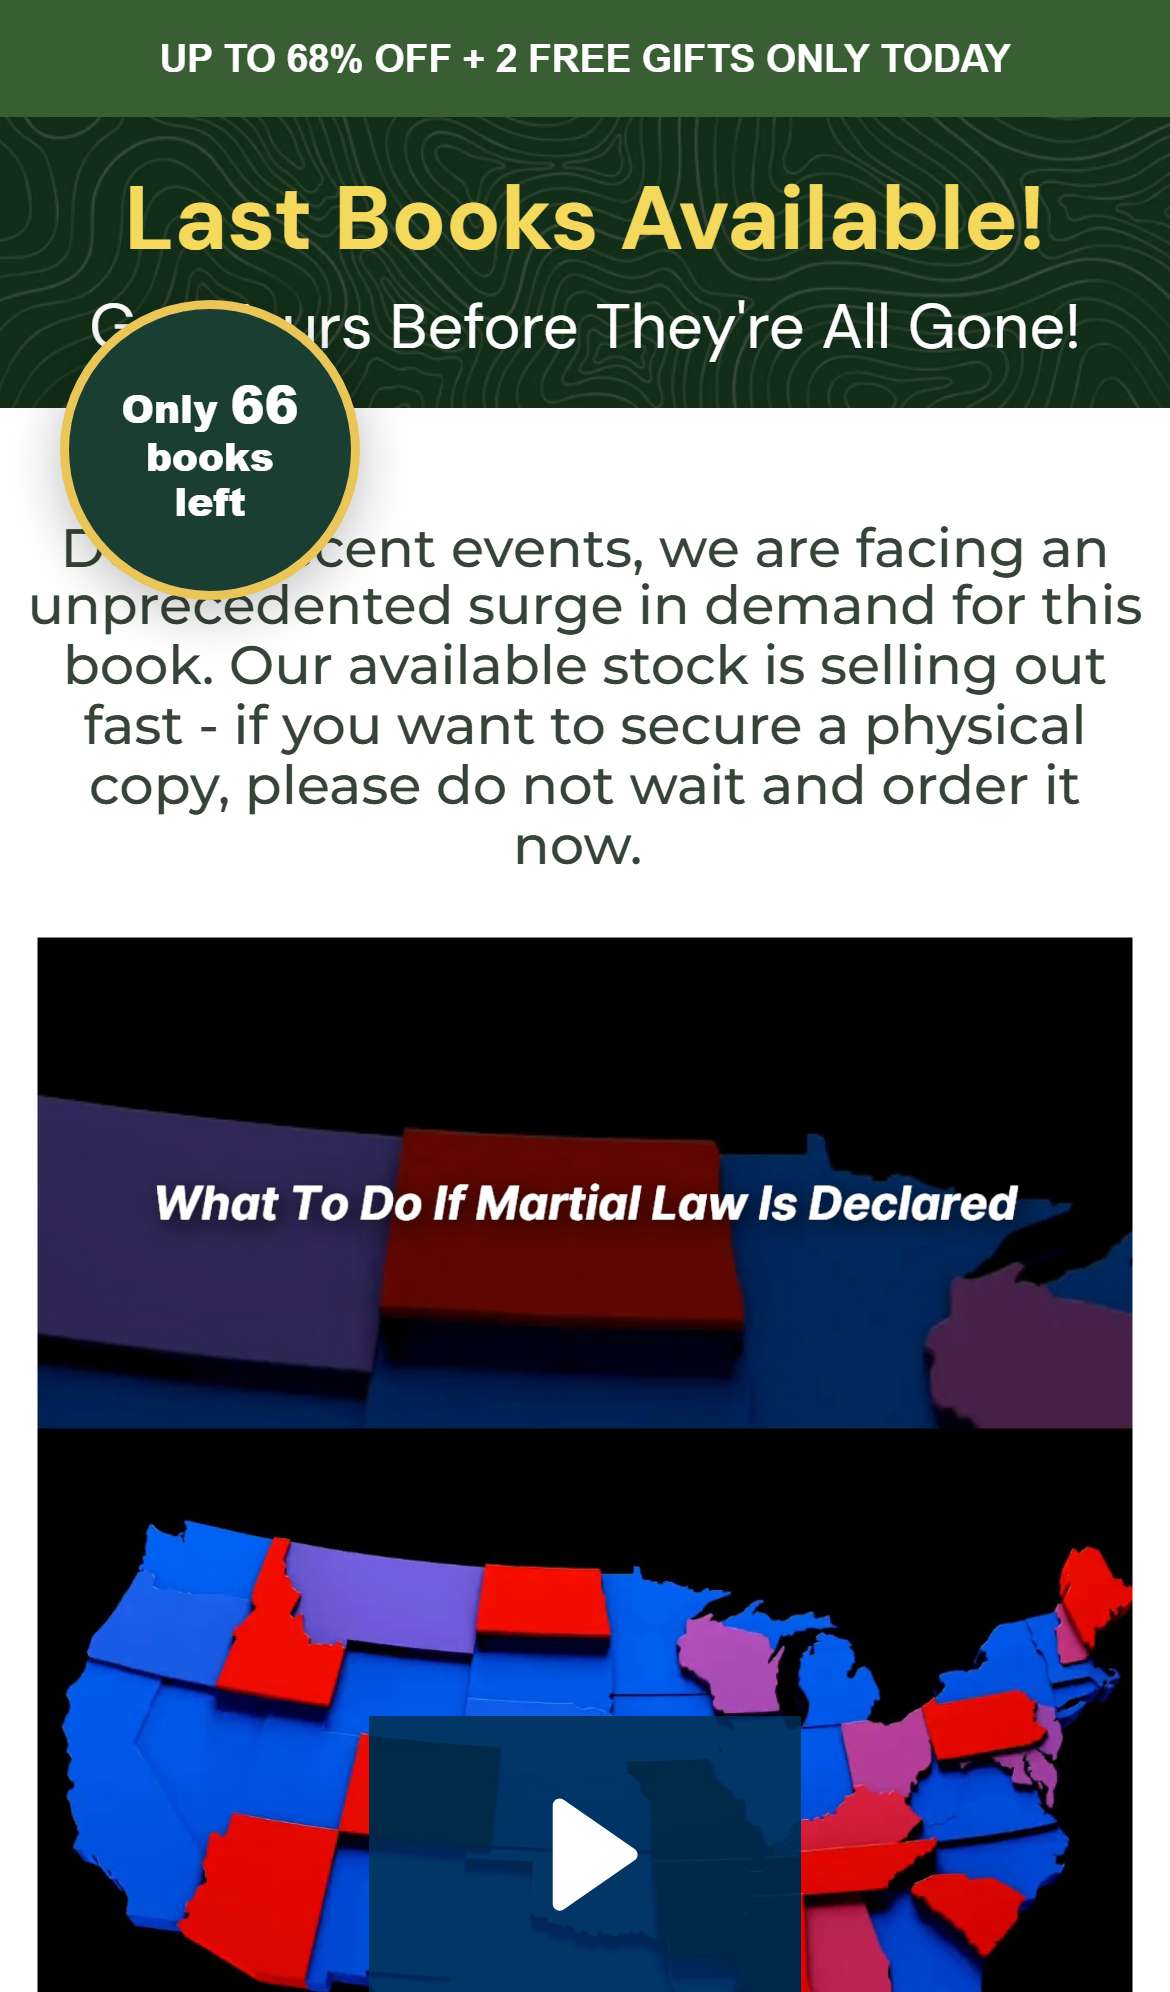 UP TO 68% OFF + 2 FREE GIFTS ONLY TODAY
Last Books Available!
Before They're All Gone!
Only 66
books
left
events, we are facing an
unprecedented surge in demand for this
book. Our available stock is selling out
fast - if you want to secure a physical
copy, please do not wait and order it
now.
What To Do If Martial Law Is Declared